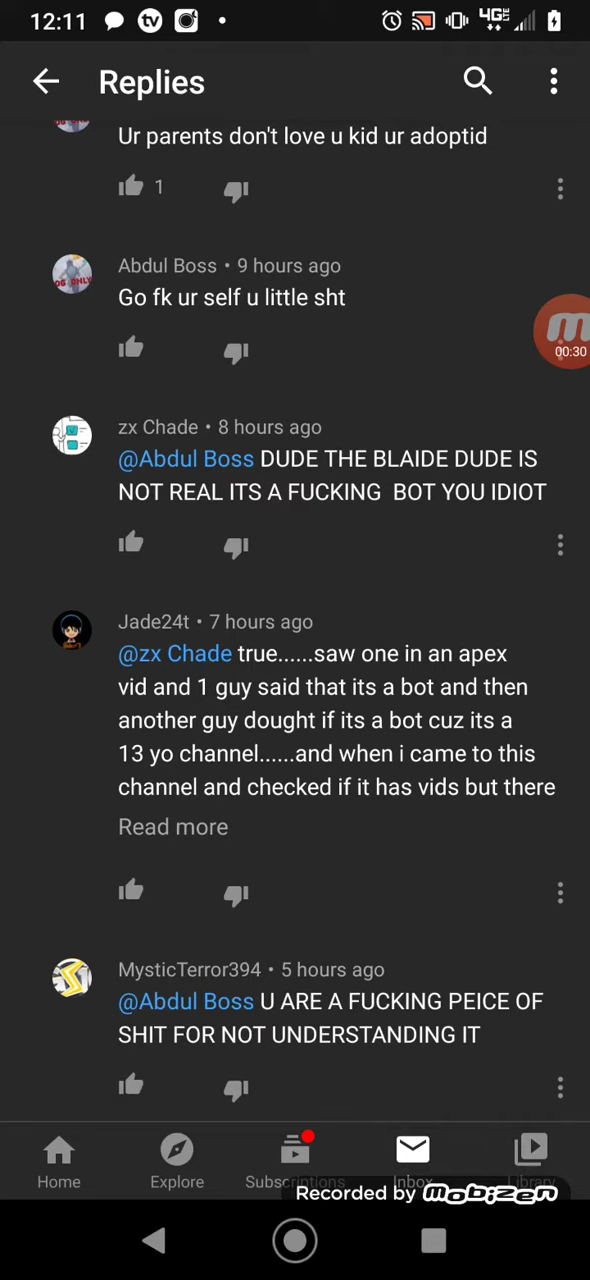 12:11
tv
4G LTE
Replies
Ur parents don't love u kid ur adoptid
1
Abdul Boss • 9 hours ago
OG ONLY
Go fk ur self u little sht
00:30
zx Chade • 8 hours ago
@Abdul Boss DUDE THE BLAIDE DUDE IS
NOT REAL ITS A FUCKING BOT YOU IDIOT
Jade24t • 7 hours ago
@zx Chade true......saw one in an apex
vid and 1 guy said that its a bot and then
another guy dought if its a bot cuz its a
13 yo channel......and when i came to this
channel and checked if it has vids but there
Read more
MysticTerror394 • 5 hours ago
@Abdul Boss U ARE A FUCKING PEICE OF
SHIT FOR NOT UNDERSTANDING IT
Home
Explore
Subscriptions
Inbox
Library
Recorded by mobizen